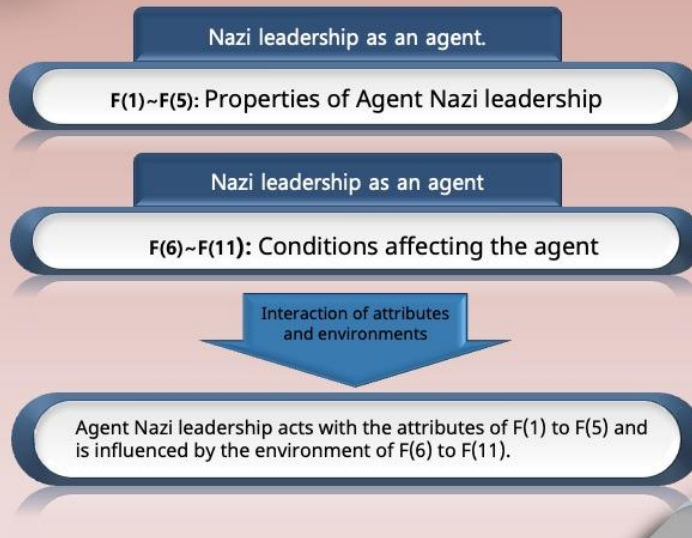 Nazi leadership as an agent.
F(1)~F(5): Properties of Agent Nazi leadership
Nazi leadership as an agent
F(6)~F(11): Conditions affecting the agent
Interaction of attributes
and environments
Agent Nazi leadership acts with the attributes of F(1) to F(5) and
is influenced by the environment of F(6) to F(11).